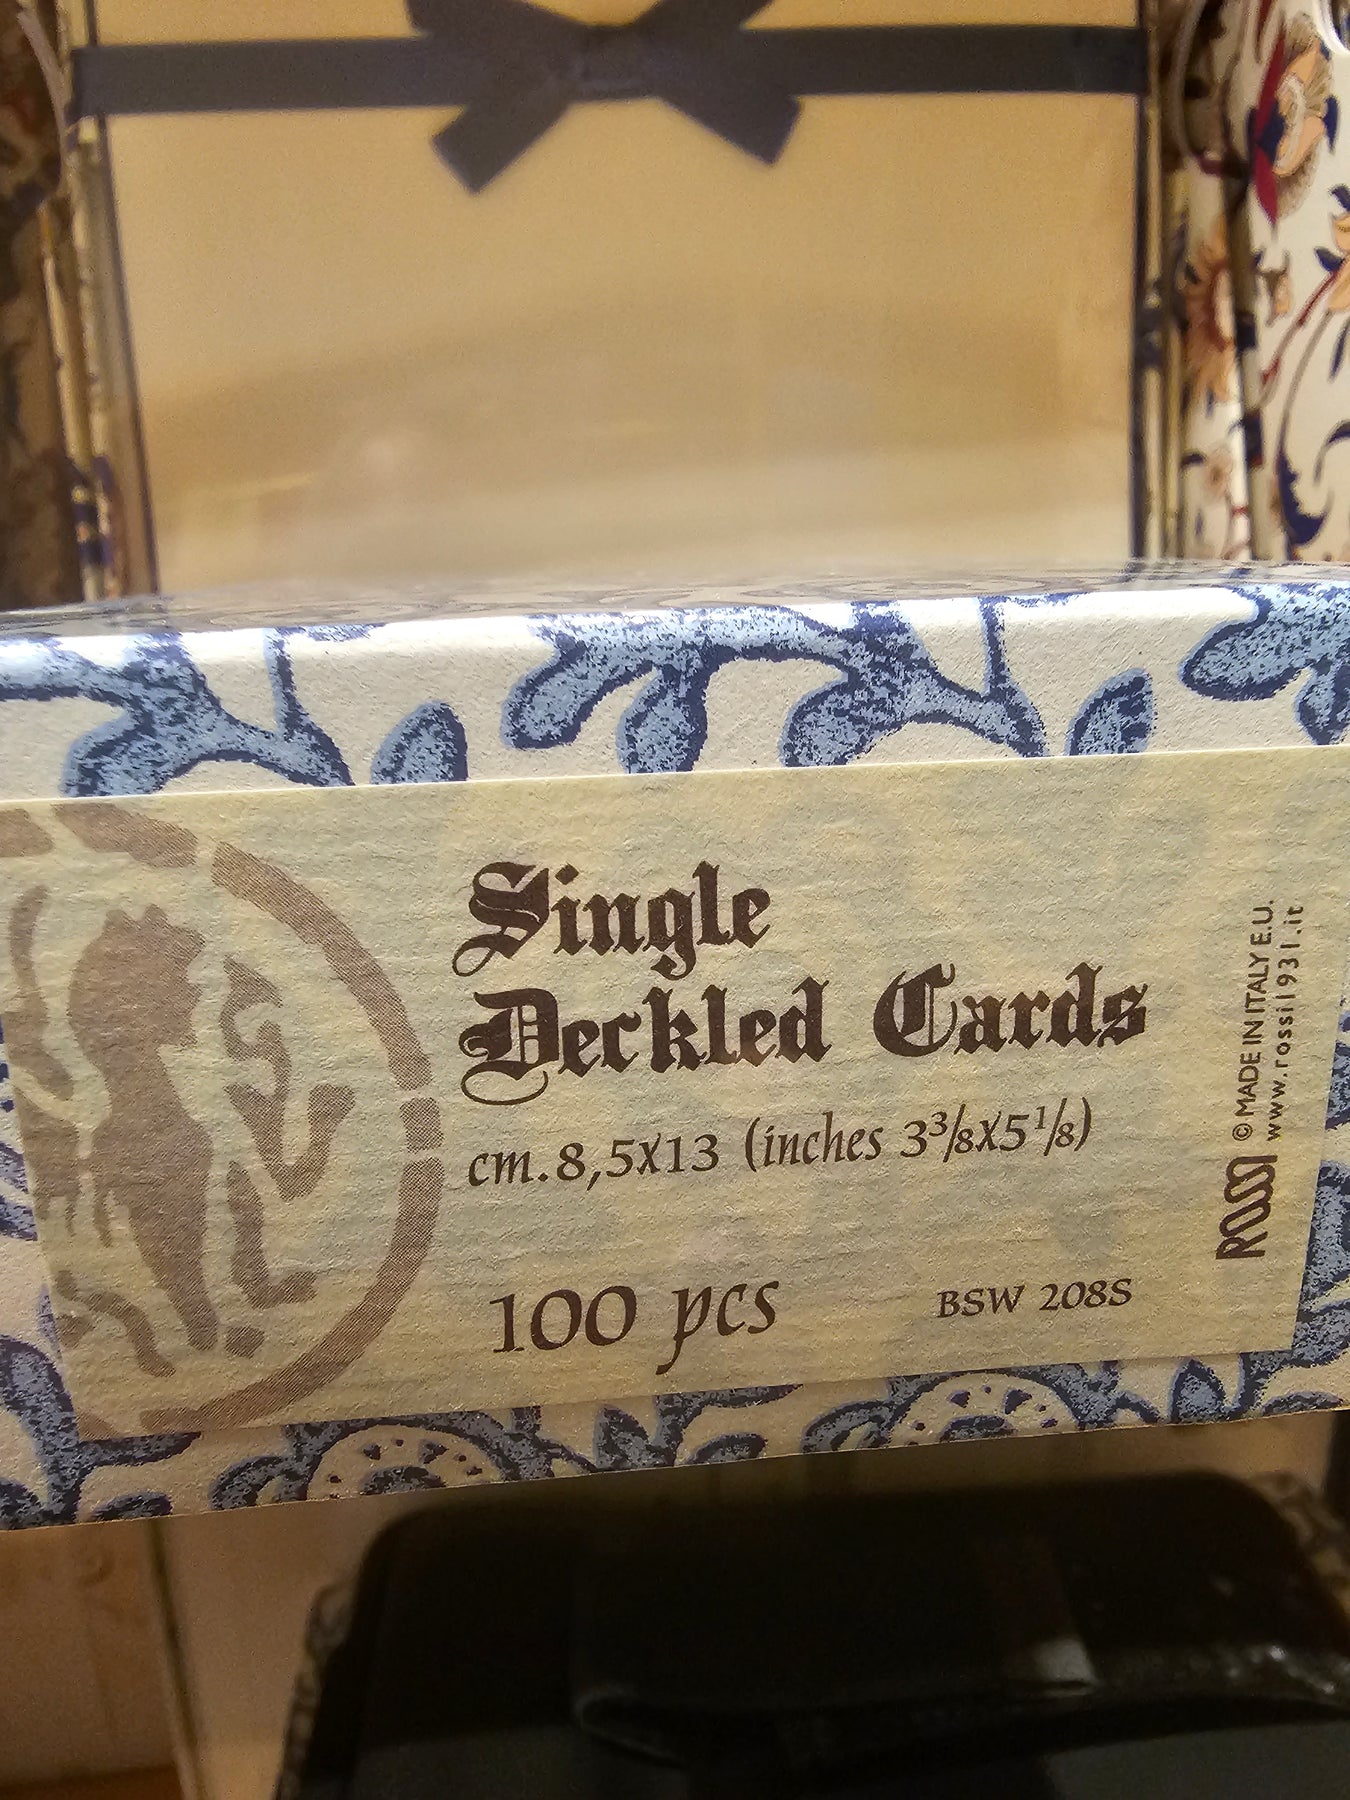 Single
Deckled Cards
cm.8,5x13 (inches 3³/₈x5¹/₈)
100 pcs
BSW 208S
ROSSI
© MADE IN ITALY E.U.
www.rossi1931.it